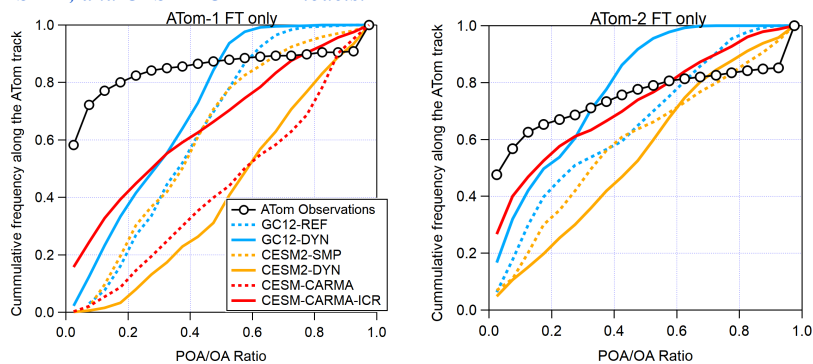 ATom-1 FT only
1.0
0.8
0.6
0.4
0.2
0.0
Cummulative frequency along the ATom track
ATom Observations
GC12-REF
GC12-DYN
CESM2-SMP
CESM2-DYN
CESM-CARMA
CESM-CARMA-ICR
0.0 0.2 0.4 0.6 0.8 1.0
POA/OA Ratio
ATom-2 FT only
1.0
0.8
0.6
0.4
0.2
0.0
Cummulative frequency along the ATom track
0.0 0.2 0.4 0.6 0.8 1.0
POA/OA Ratio